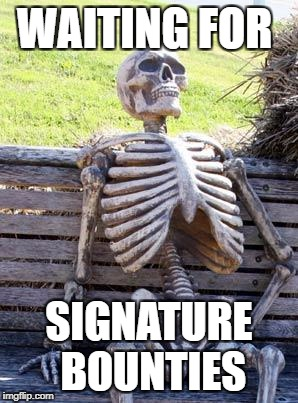 WAITING FOR
SIGNATURE
BOUNTIES
imgflip.com